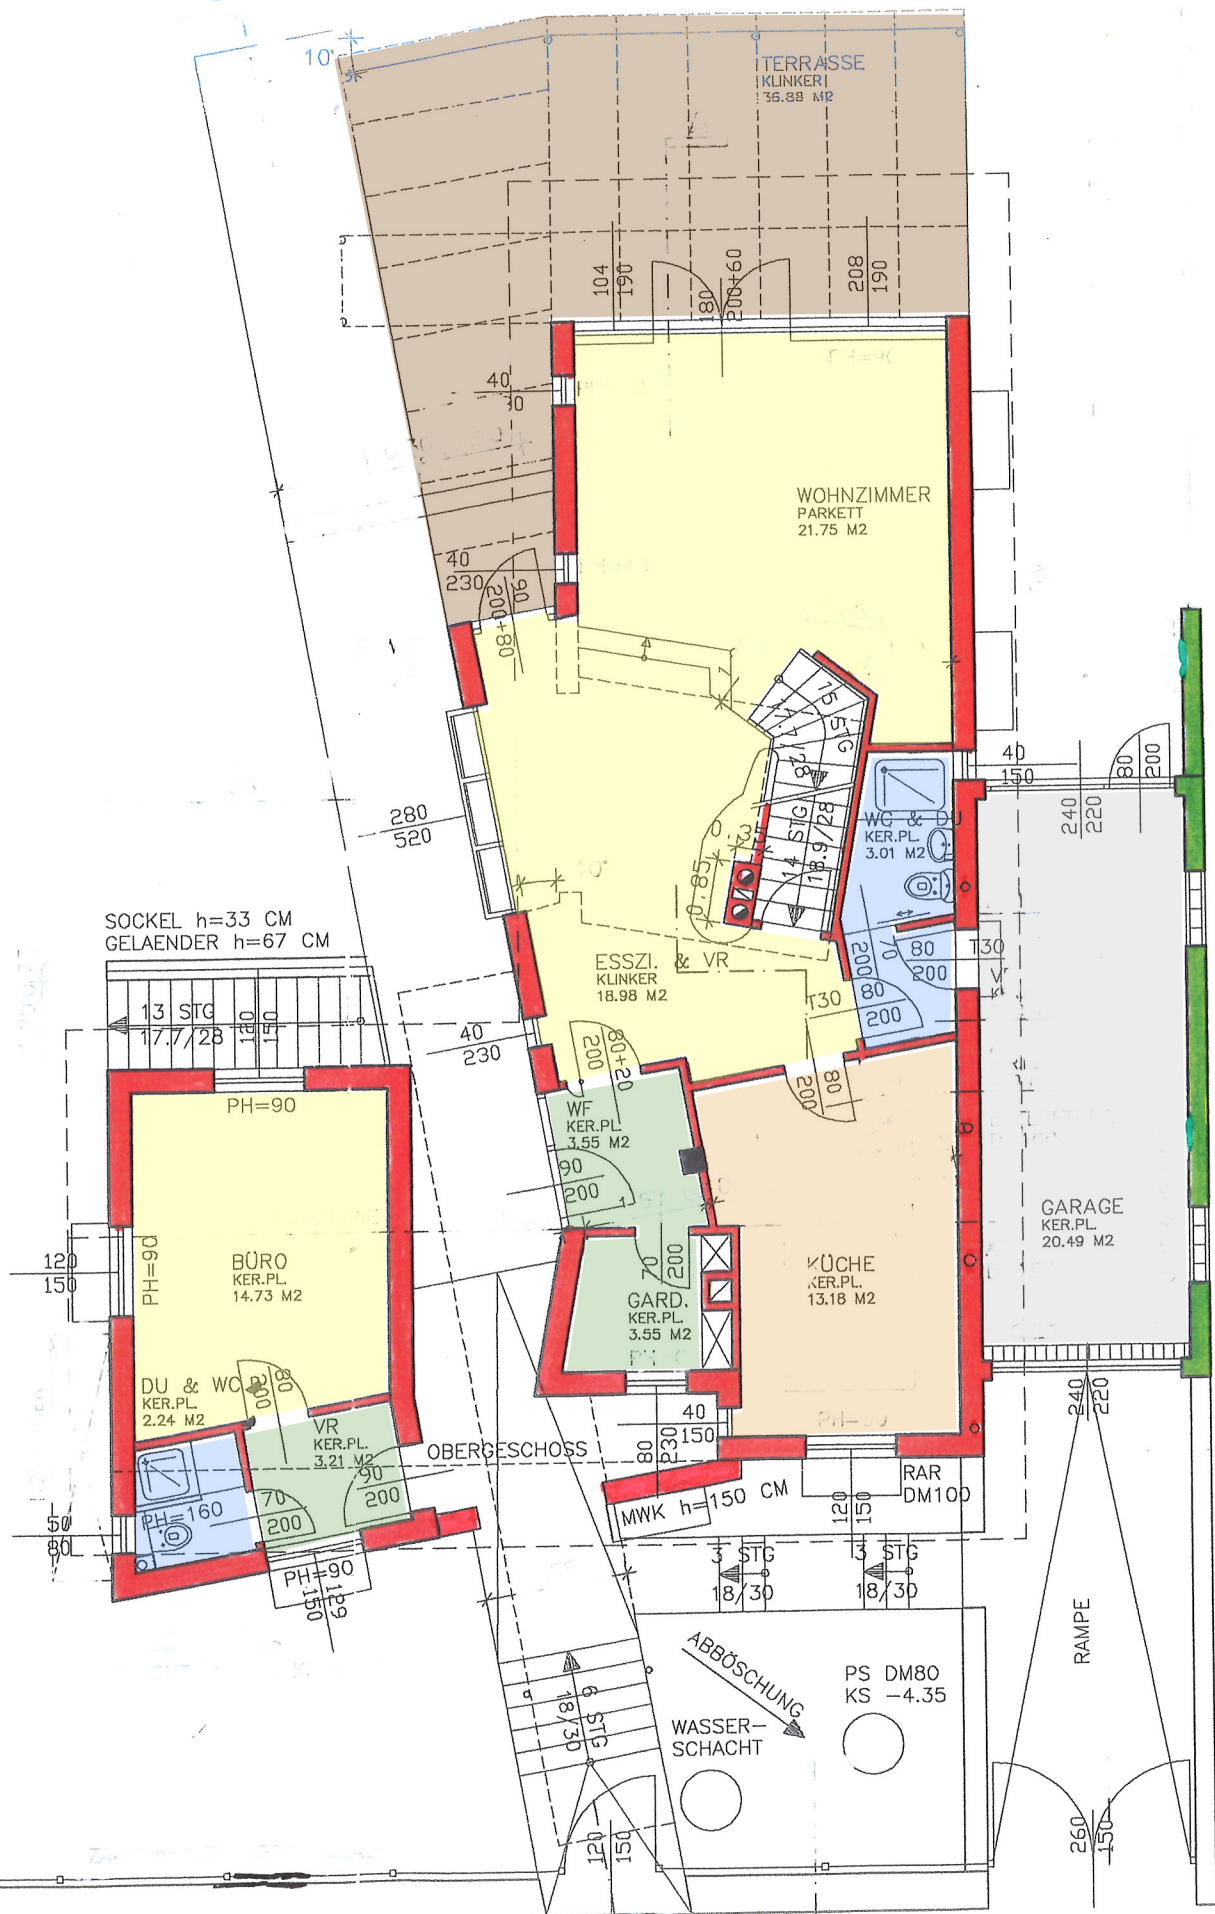 10°
TERRASSE
KLINKER
36.88 M2
104
190
180
200+60
208
190
40
40
230
90
200+80
WOHNZIMMER
PARKETT
21.75 M2
15 STG
17.7/28
14 STG
18.9/28
280
520
40
150
240
220
80
200
WC & DU
KER.PL.
3.01 M2
10°
0.85
SOCKEL h=33 CM
GELAENDER h=67 CM
ESSZI. & VR
KLINKER
18.98 M2
70
200
80
200
T30
T30
80
200
13 STG
17.7/28
120
150
40
230
80+20
200
80
200
PH=90
WF
KER.PL.
3.55 M2
90
200
GARAGE
KER.PL.
20.49 M2
120
150
PH=90
BÜRO
KER.PL.
14.73 M2
70
200
GARD.
KER.PL.
3.55 M2
KÜCHE
KER.PL.
13.18 M2
DU & WC
KER.PL.
2.24 M2
80
200
VR
KER.PL.
3.21 M2
90
200
OBERGESCHOSS
40
150
80
230
240
220
PH=160
70
200
50
80
MWK h=150 CM
120
150
RAR
DM100
PH=90
150
129
3 STG
18/30
3 STG
18/30
RAMPE
ABBÖSCHUNG
PS DM80
KS -4.35
6 STG
18/30
WASSER-
SCHACHT
120
150
260
150